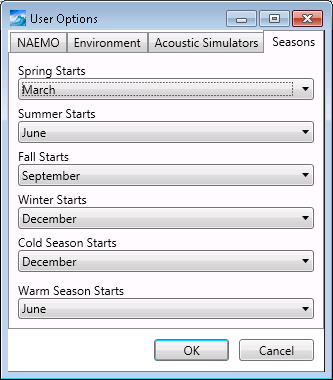 User Options
NAEMO Environment Acoustic Simulators Seasons
Spring Starts
March
Summer Starts
June
Fall Starts
September
Winter Starts
December
Cold Season Starts
December
Warm Season Starts
June
OK Cancel